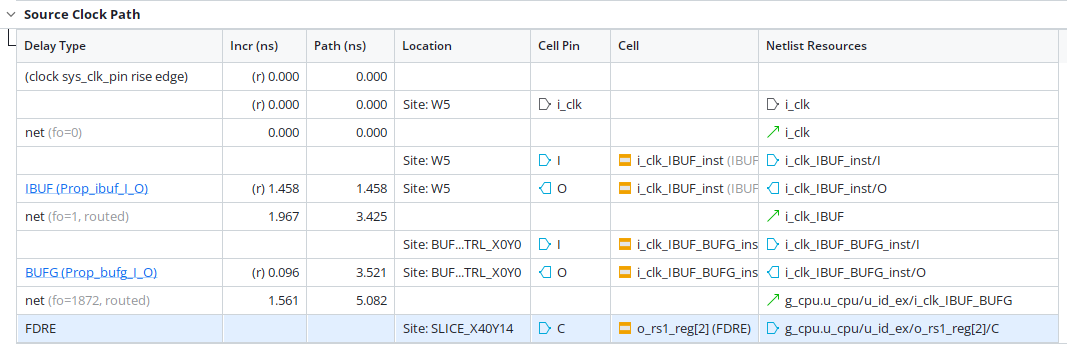 Source Clock Path
Delay Type Incr (ns) Path (ns) Location Cell Pin Cell Netlist Resources
(clock sys_clk_pin rise edge) (r) 0.000 0.000
(r) 0.000 0.000 Site: W5 i_clk i_clk
net (fo=0) 0.000 0.000 i_clk
Site: W5 I i_clk_IBUF_inst (IBUF i_clk_IBUF_inst/I
IBUF (Prop_ibuf_I_O) (r) 1.458 1.458 Site: W5 O i_clk_IBUF_inst (IBUF i_clk_IBUF_inst/O
net (fo=1, routed) 1.967 3.425 i_clk_IBUF
Site: BUF...TRL_X0Y0 I i_clk_IBUF_BUFG_ins i_clk_IBUF_BUFG_inst/I
BUFG (Prop_bufg_I_O) (r) 0.096 3.521 Site: BUF...TRL_X0Y0 O i_clk_IBUF_BUFG_ins i_clk_IBUF_BUFG_inst/O
net (fo=1872, routed) 1.561 5.082 g_cpu.u_cpu/u_id_ex/i_clk_IBUF_BUFG
FDRE Site: SLICE_X40Y14 C o_rs1_reg[2] (FDRE) g_cpu.u_cpu/u_id_ex/o_rs1_reg[2]/C